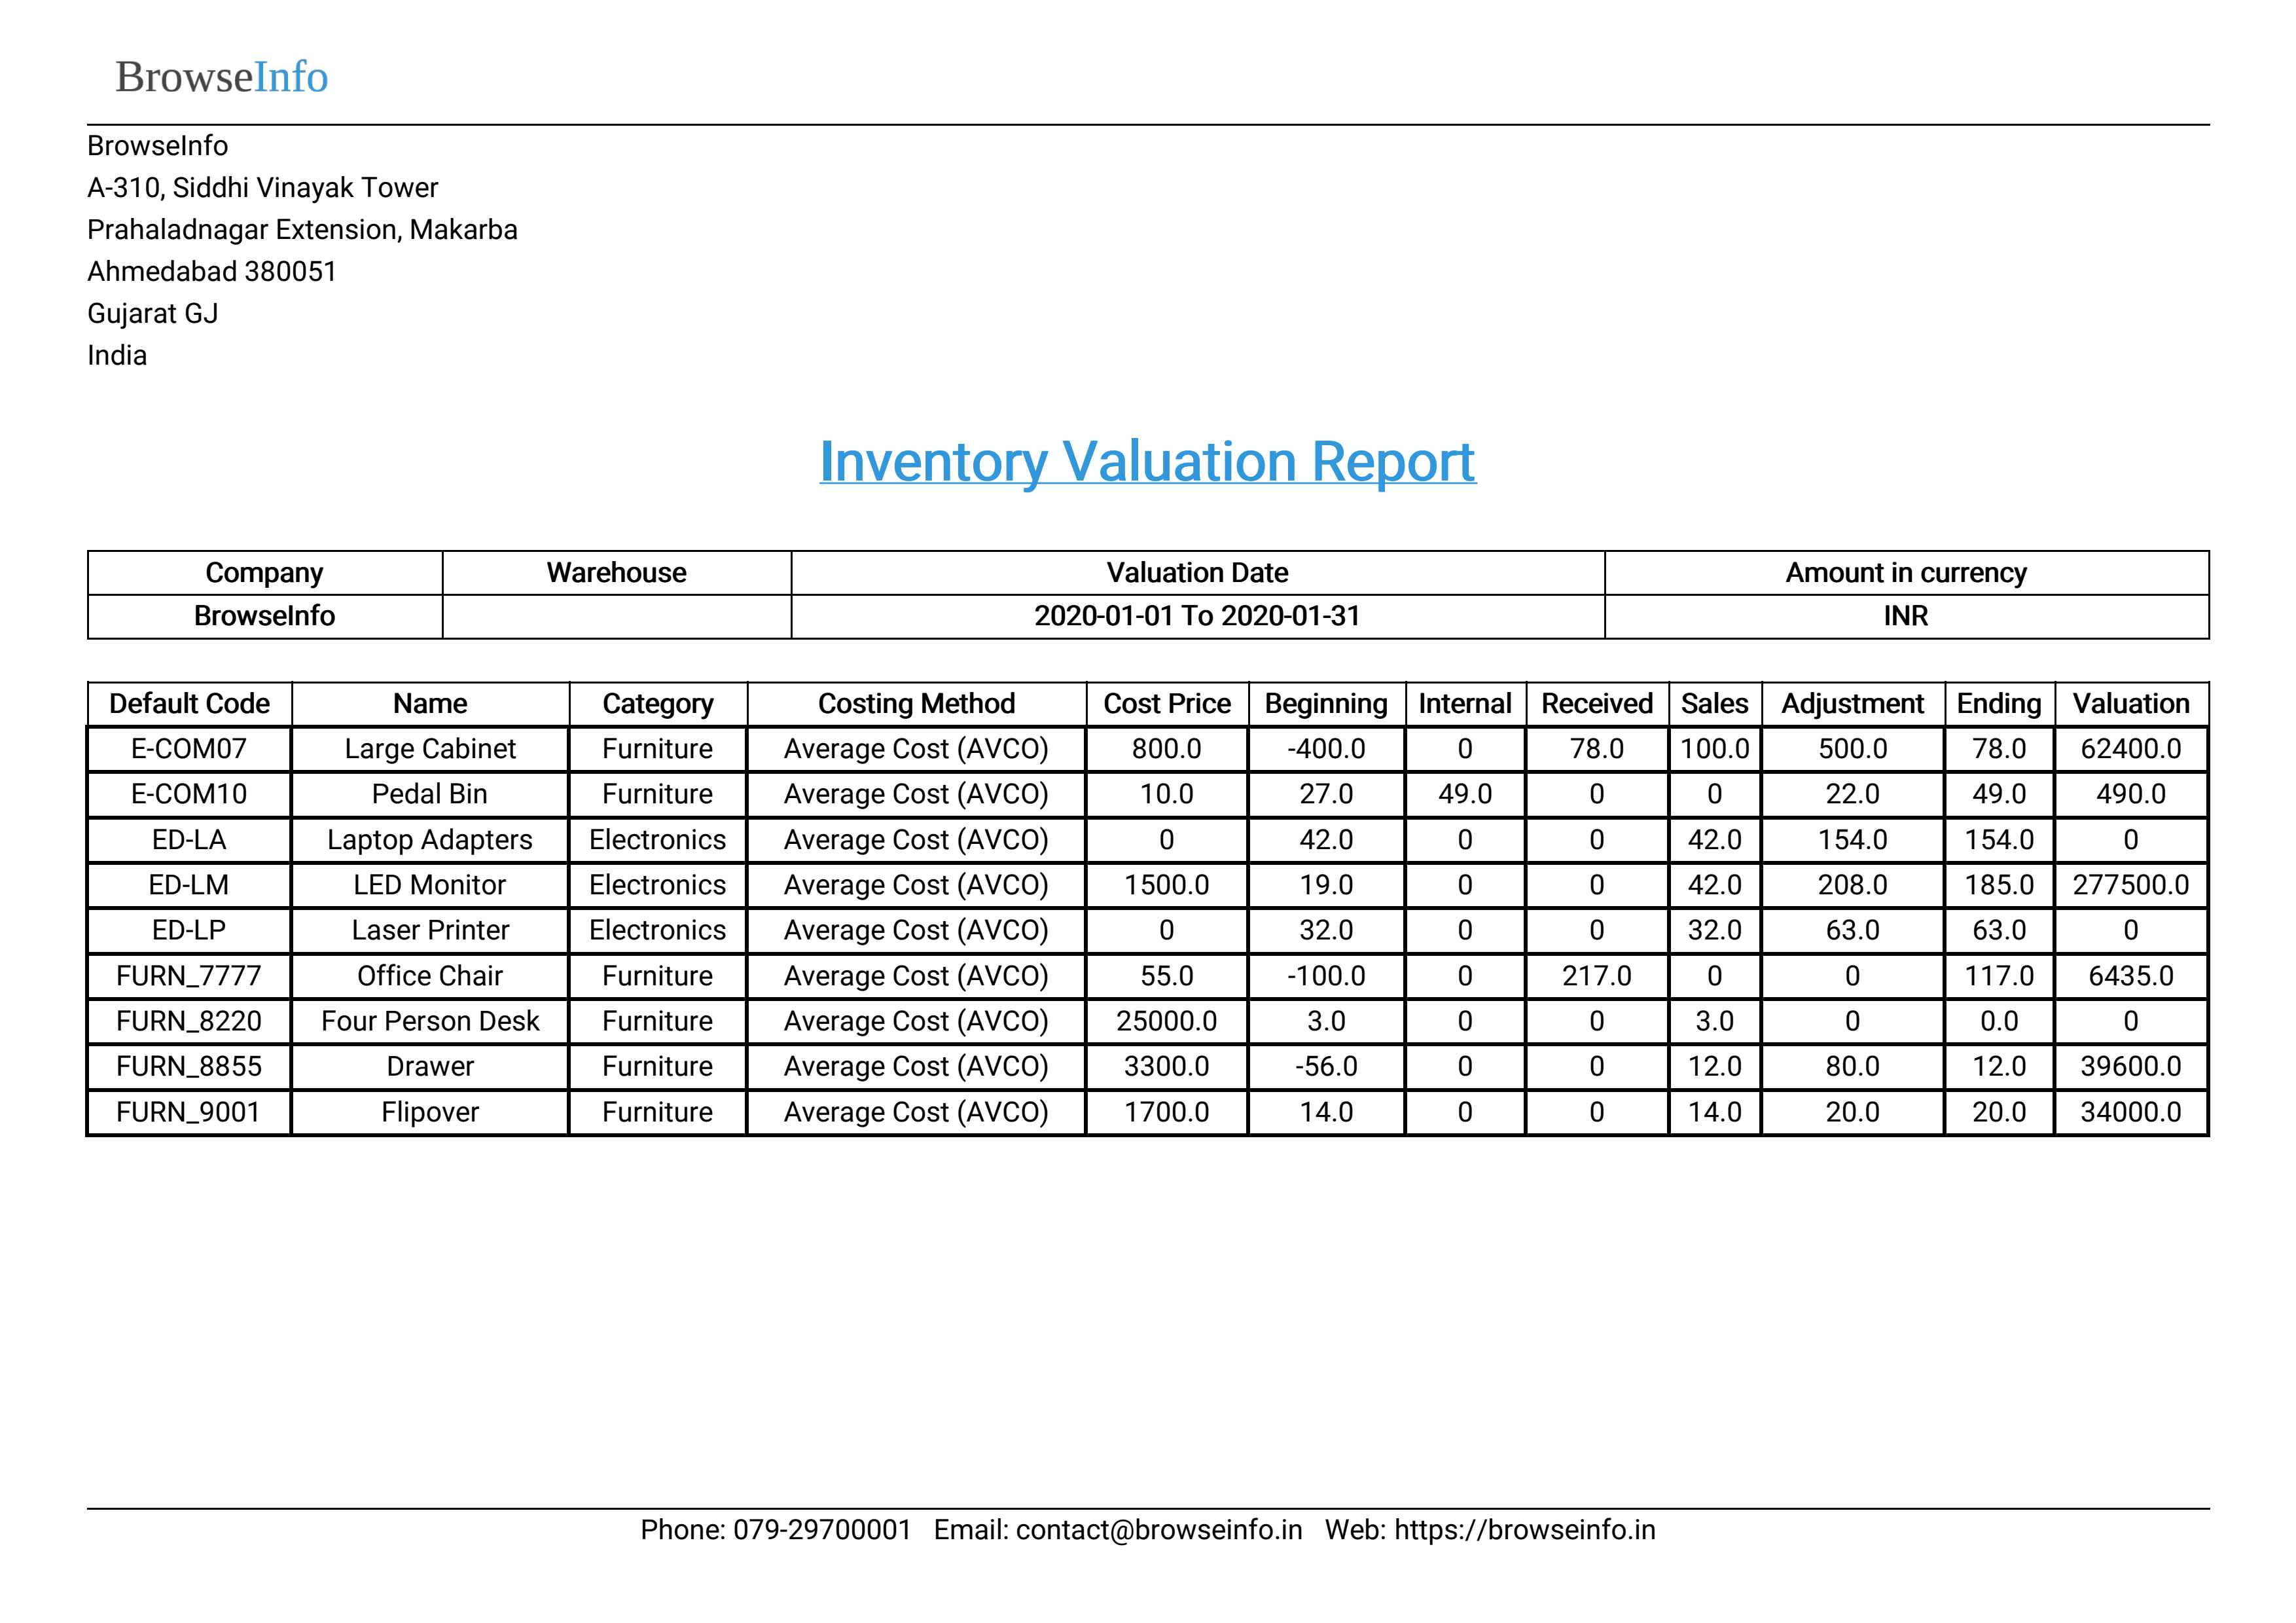 BrowseInfo
BrowseInfo
A-310, Siddhi Vinayak Tower
Prahaladnagar Extension, Makarba
Ahmedabad 380051
Gujarat GJ
India
Inventory Valuation Report
Company Warehouse Valuation Date Amount in currency
BrowseInfo 2020-01-01 To 2020-01-31 INR
Default Code Name Category Costing Method Cost Price Beginning Internal Received Sales Adjustment Ending Valuation
E-COM07 Large Cabinet Furniture Average Cost (AVCO) 800.0 -400.0 0 78.0 100.0 500.0 78.0 62400.0
E-COM10 Pedal Bin Furniture Average Cost (AVCO) 10.0 27.0 49.0 0 0 22.0 49.0 490.0
ED-LA Laptop Adapters Electronics Average Cost (AVCO) 0 42.0 0 0 42.0 154.0 154.0 0
ED-LM LED Monitor Electronics Average Cost (AVCO) 1500.0 19.0 0 0 42.0 208.0 185.0 277500.0
ED-LP Laser Printer Electronics Average Cost (AVCO) 0 32.0 0 0 32.0 63.0 63.0 0
FURN_7777 Office Chair Furniture Average Cost (AVCO) 55.0 -100.0 0 217.0 0 0 117.0 6435.0
FURN_8220 Four Person Desk Furniture Average Cost (AVCO) 25000.0 3.0 0 0 3.0 0 0.0 0
FURN_8855 Drawer Furniture Average Cost (AVCO) 3300.0 -56.0 0 0 12.0 80.0 12.0 39600.0
FURN_9001 Flipover Furniture Average Cost (AVCO) 1700.0 14.0 0 0 14.0 20.0 20.0 34000.0
Phone: 079-29700001 Email: contact@browseinfo.in Web: https://browseinfo.in